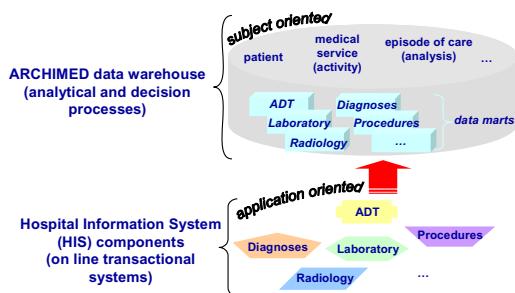 subject oriented
patient
medical
service
(activity)
episode of care
(analysis)
…
ARCHIMED data warehouse
(analytical and decision
processes)
ADT
Diagnoses
Laboratory
Procedures
Radiology
…
data marts
application oriented
Hospital Information System
(HIS) components
(on line transactional
systems)
ADT
Procedures
Diagnoses
Laboratory
Radiology
…